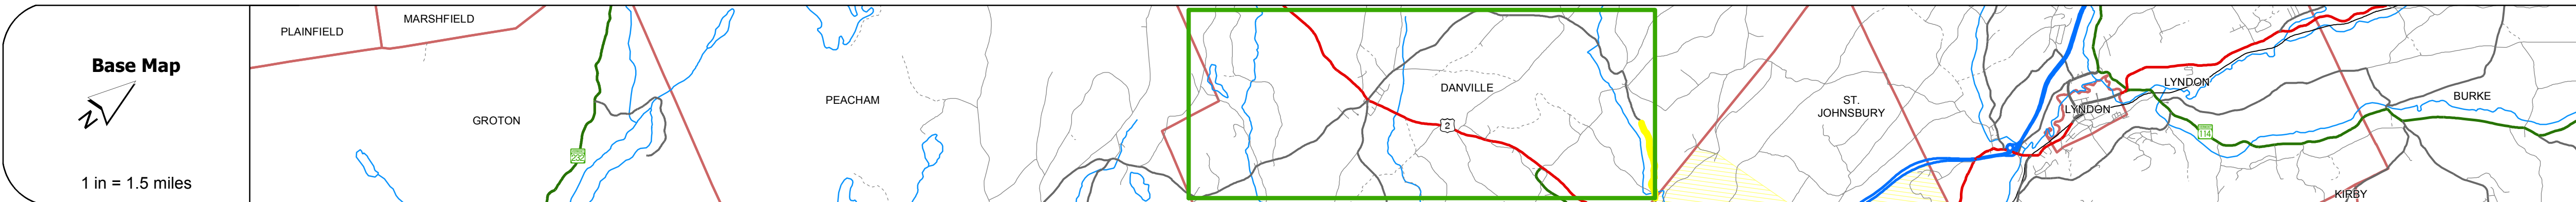 Base Map
N
1 in = 1.5 miles
PLAINFIELD
MARSHFIELD
GROTON
232
PEACHAM
DANVILLE
2
ST.
JOHNSBURY
LYNDON
LYNDON
114
BURKE
KIRBY